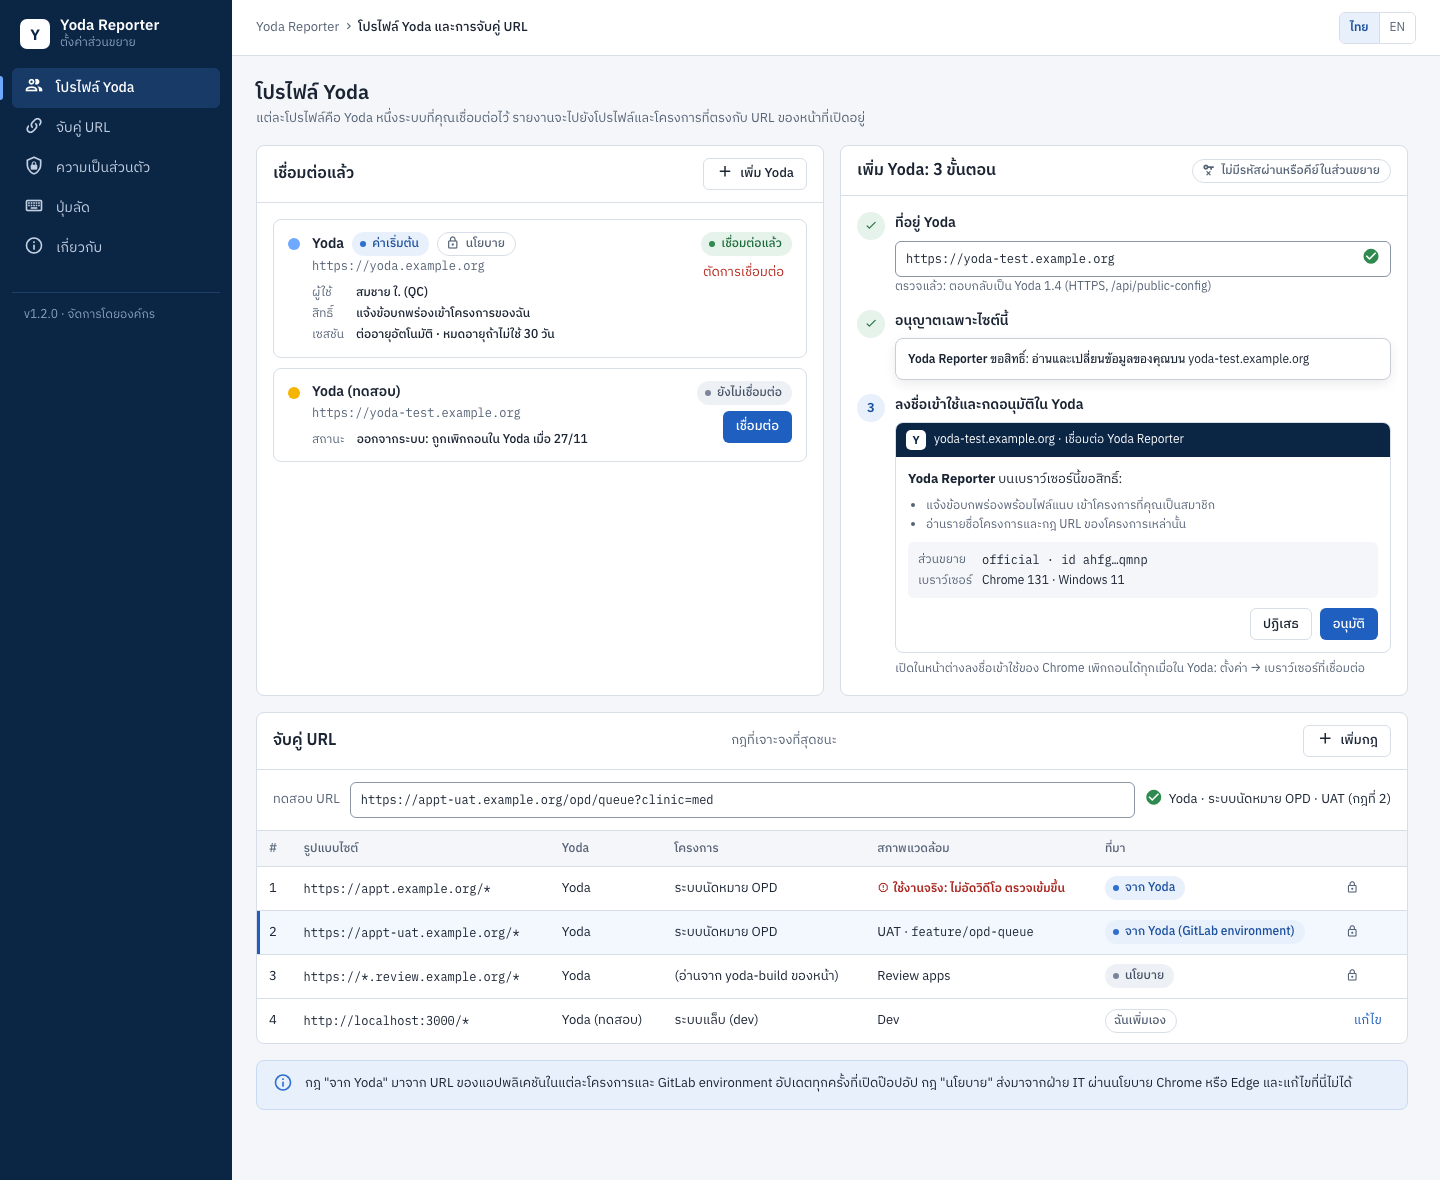 Y
Yoda Reporter
ตั้งค่าส่วนขยาย
โปรไฟล์ Yoda
จับคู่ URL
ความเป็นส่วนตัว
ปุ่มลัด
เกี่ยวกับ
v1.2.0 · จัดการโดยองค์กร
Yoda Reporter › โปรไฟล์ Yoda และการจับคู่ URL
ไทย EN
โปรไฟล์ Yoda
แต่ละโปรไฟล์คือ Yoda หนึ่งระบบที่คุณเชื่อมต่อไว้ รายงานจะไปยังโปรไฟล์และโครงการที่ตรงกับ URL ของหน้าที่เปิดอยู่
เชื่อมต่อแล้ว
+ เพิ่ม Yoda
Yoda ค่าเริ่มต้น นโยบาย
เชื่อมต่อแล้ว
https://yoda.example.org
ตัดการเชื่อมต่อ
ผู้ใช้ สมชาย ใ. (QC)
สิทธิ์ แจ้งข้อบกพร่องเข้าโครงการของฉัน
เซสชัน ต่ออายุอัตโนมัติ · หมดอายุถ้าไม่ใช้ 30 วัน
Yoda (ทดสอบ)
ยังไม่เชื่อมต่อ
https://yoda-test.example.org
เชื่อมต่อ
สถานะ ออกจากระบบ: ถูกเพิกถอนใน Yoda เมื่อ 27/11
เพิ่ม Yoda: 3 ขั้นตอน
ไม่มีรหัสผ่านหรือคีย์ในส่วนขยาย
ที่อยู่ Yoda
https://yoda-test.example.org
ตรวจแล้ว: ตอบกลับเป็น Yoda 1.4 (HTTPS, /api/public-config)
อนุญาตเฉพาะไซต์นี้
Yoda Reporter ขอสิทธิ์: อ่านและเปลี่ยนข้อมูลของคุณบน yoda-test.example.org
3 ลงชื่อเข้าใช้และกดอนุมัติใน Yoda
Y yoda-test.example.org · เชื่อมต่อ Yoda Reporter
Yoda Reporter บนเบราว์เซอร์นี้ขอสิทธิ์:
• แจ้งข้อบกพร่องพร้อมไฟล์แนบ เข้าโครงการที่คุณเป็นสมาชิก
• อ่านรายชื่อโครงการและกฎ URL ของโครงการเหล่านั้น
ส่วนขยาย official · id ahfg…qmnp
เบราว์เซอร์ Chrome 131 · Windows 11
ปฏิเสธ อนุมัติ
เปิดในหน้าต่างลงชื่อเข้าใช้ของ Chrome เพิกถอนได้ทุกเมื่อใน Yoda: ตั้งค่า → เบราว์เซอร์ที่เชื่อมต่อ
จับคู่ URL
กฎที่เจาะจงที่สุดชนะ
+ เพิ่มกฎ
ทดสอบ URL https://appt-uat.example.org/opd/queue?clinic=med Yoda · ระบบนัดหมาย OPD · UAT (กฎที่ 2)
# รูปแบบไซต์ Yoda โครงการ สภาพแวดล้อม ที่มา
1 https://appt.example.org/* Yoda ระบบนัดหมาย OPD ใช้งานจริง: ไม่อัดวิดีโอ ตรวจเข้มขึ้น จาก Yoda
2 https://appt-uat.example.org/* Yoda ระบบนัดหมาย OPD UAT · feature/opd-queue จาก Yoda (GitLab environment)
3 https://*.review.example.org/* Yoda (อ่านจาก yoda-build ของหน้า) Review apps นโยบาย
4 http://localhost:3000/* Yoda (ทดสอบ) ระบบแล็บ (dev) Dev ฉันเพิ่มเอง แก้ไข
กฎ "จาก Yoda" มาจาก URL ของแอปพลิเคชันในแต่ละโครงการและ GitLab environment อัปเดตทุกครั้งที่เปิดป๊อปอัป กฎ "นโยบาย" ส่งมาจากฝ่าย IT ผ่านนโยบาย Chrome หรือ Edge และแก้ไขที่นี่ไม่ได้